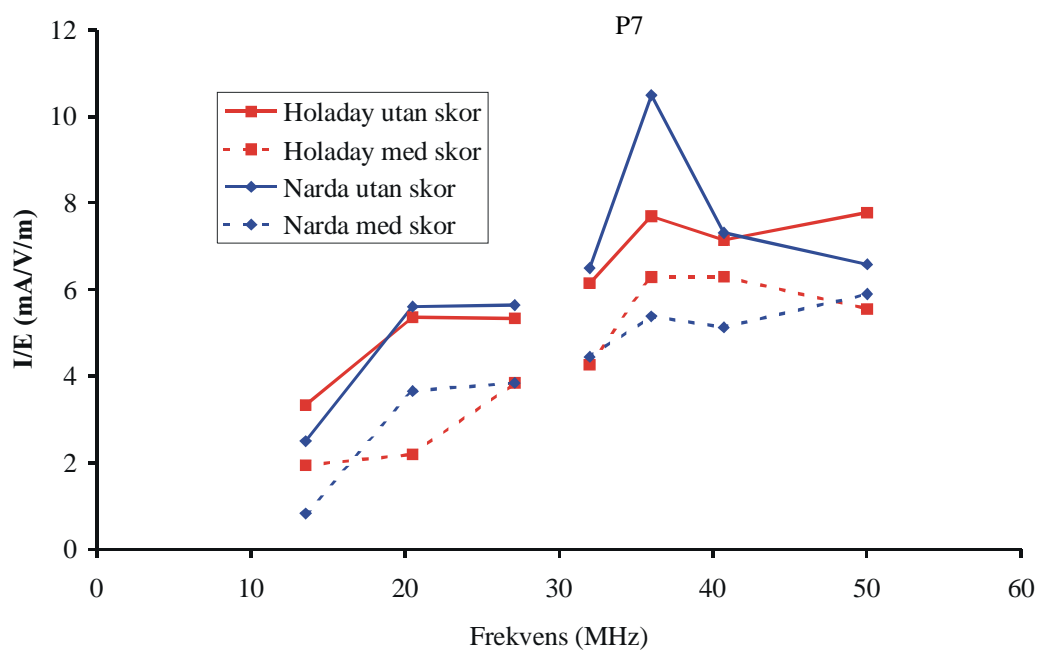 P7
12
10
8
6
4
2
0
I/E (mA/V/m)
Holaday utan skor
Holaday med skor
Narda utan skor
Narda med skor
0 10 20 30 40 50 60
Frekvens (MHz)